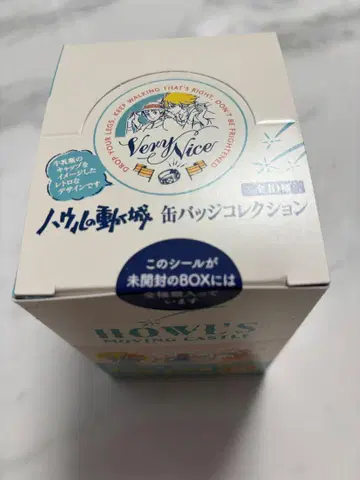 DROP YOUR LEGS, KEEP WALKING THAT'S RIGHT, DON'T BE FRIGHTENED
Very Nice
牛乳瓶の
キャップを
イメージした
レトロな
デザインです
全10種
ハウルの動く城 缶バッジコレクション
このシールが
未開封のBOXには
全種類入って
います
HOWL'S
MOVING CASTLE